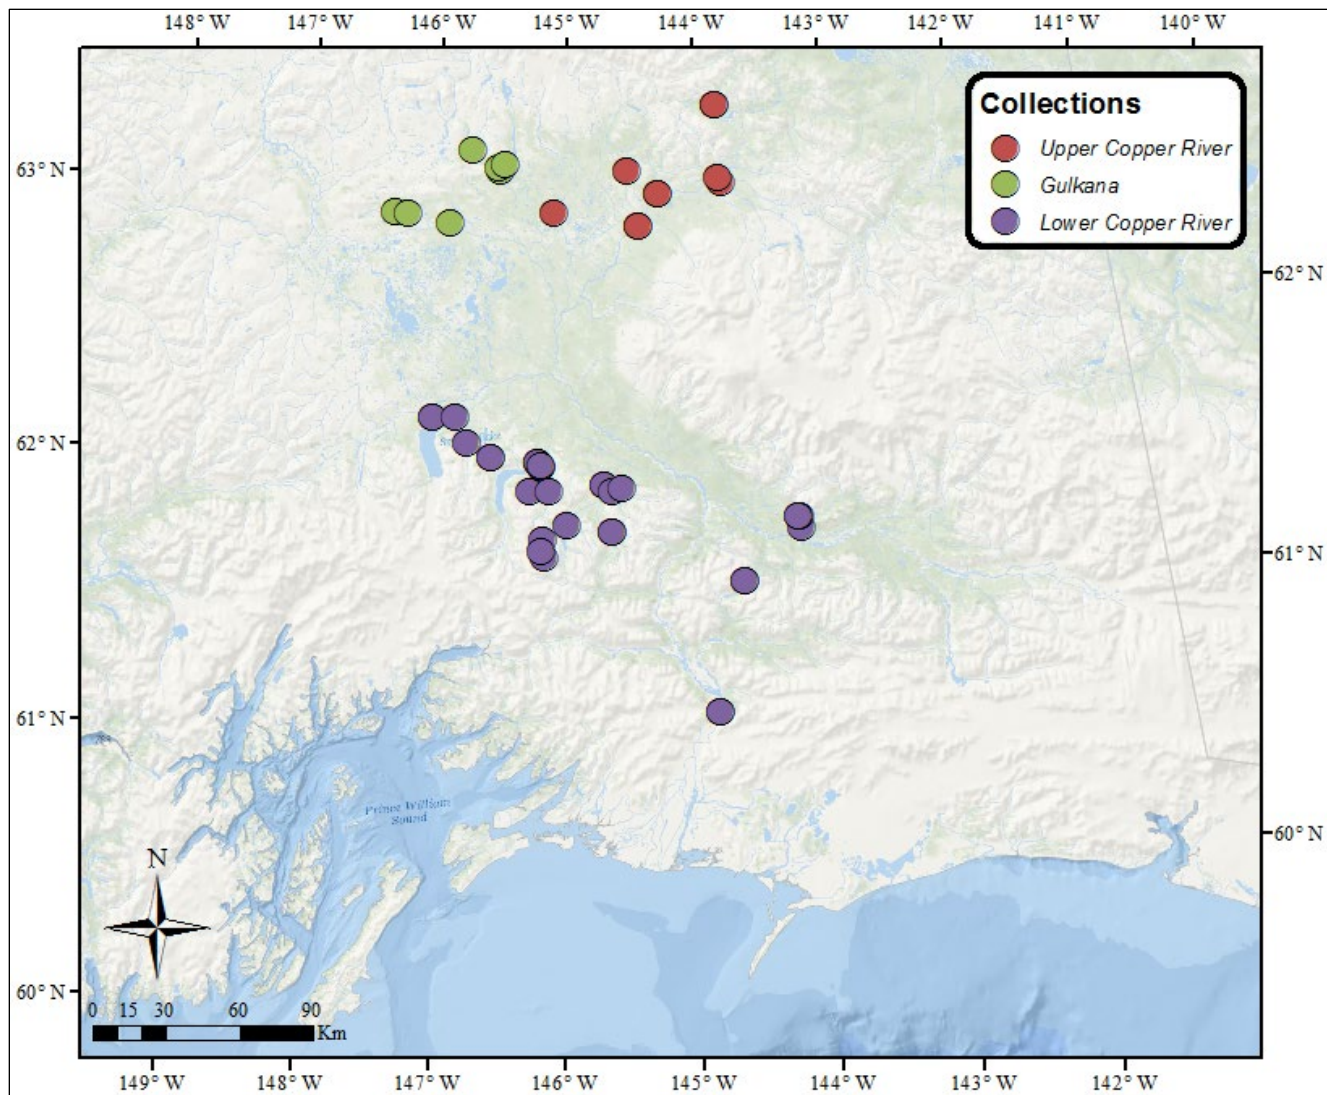 148° W 147° W 146° W 145° W 144° W 143° W 142° W 141° W 140° W
Collections
Upper Copper River
Gulkana
Lower Copper River
63° N
62° N
62° N
61° N
61° N
Prince William
Sound
60° N
N
60° N
0 15 30 60 90
Km
149° W 148° W 147° W 146° W 145° W 144° W 143° W 142° W